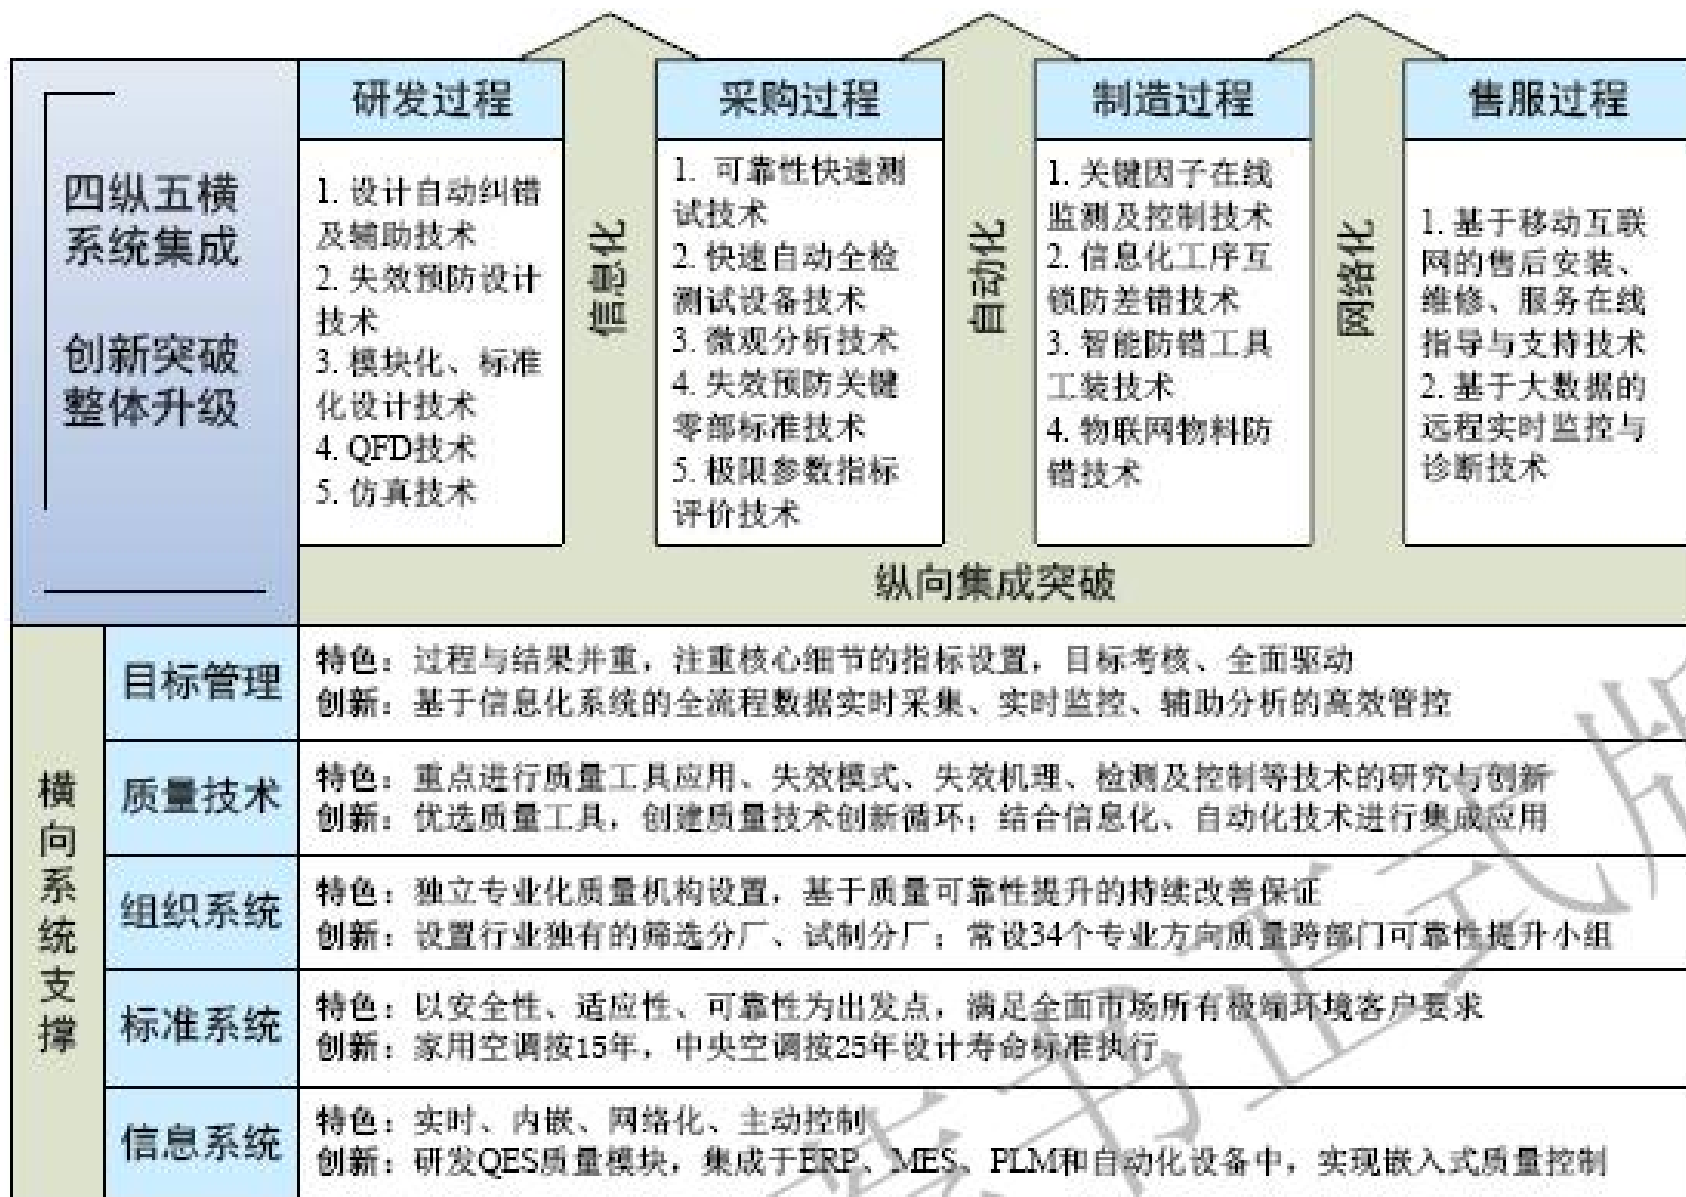 四纵五横
系统集成
创新突破
整体升级
研发过程
1. 设计自动纠错
及辅助技术
2. 失效预防设计
技术
3. 模块化、标准
化设计技术
4. QFD技术
5. 仿真技术
信息化
采购过程
1. 可靠性快速测
试技术
2. 快速自动全检
测试设备技术
3. 微观分析技术
4. 失效预防关键
零部标准技术
5. 极限参数指标
评价技术
自动化
制造过程
1. 关键因子在线
监测及控制技术
2. 信息化工序互
锁防差错技术
3. 智能防错工具
工装技术
4. 物联网物料防
错技术
网络化
售服过程
1. 基于移动互联
网的售后安装、
维修、服务在线
指导与支持技术
2. 基于大数据的
远程实时监控与
诊断技术
纵向集成突破
横向系统支撑
目标管理
特色：过程与结果并重，注重核心细节的指标设置，目标考核、全面驱动
创新：基于信息化系统的全流程数据实时采集、实时监控、辅助分析的高效管控
质量技术
特色：重点进行质量工具应用、失效模式、失效机理、检测及控制等技术的研究与创新
创新：优选质量工具，创建质量技术创新循环；结合信息化、自动化技术进行集成应用
组织系统
特色：独立专业化质量机构设置，基于质量可靠性提升的持续改善保证
创新：设置行业独有的筛选分厂、试制分厂；常设34个专业方向质量跨部门可靠性提升小组
标准系统
特色：以安全性、适应性、可靠性为出发点，满足全面市场所有极端环境客户要求
创新：家用空调按15年，中央空调按25年设计寿命标准执行
信息系统
特色：实时、内嵌、网络化、主动控制
创新：研发QES质量模块，集成于ERP、MES、PLM和自动化设备中，实现嵌入式质量控制
书正式版